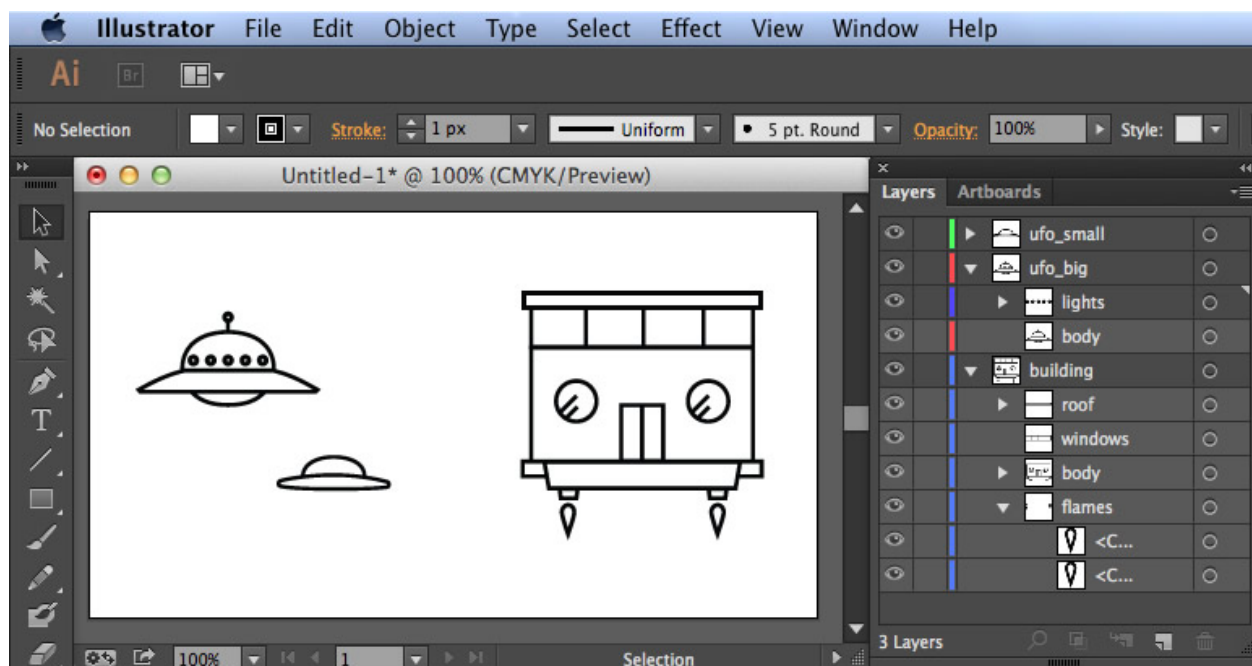 Illustrator File Edit Object Type Select Effect View Window Help
Ai Br
No Selection Stroke: 1 px Uniform 5 pt. Round Opacity: 100% Style:
Untitled-1* @ 100% (CMYK/Preview)
Layers Artboards
ufo_small
ufo_big
lights
body
building
roof
windows
body
flames
<C...
<C...
3 Layers
100% 1 Selection